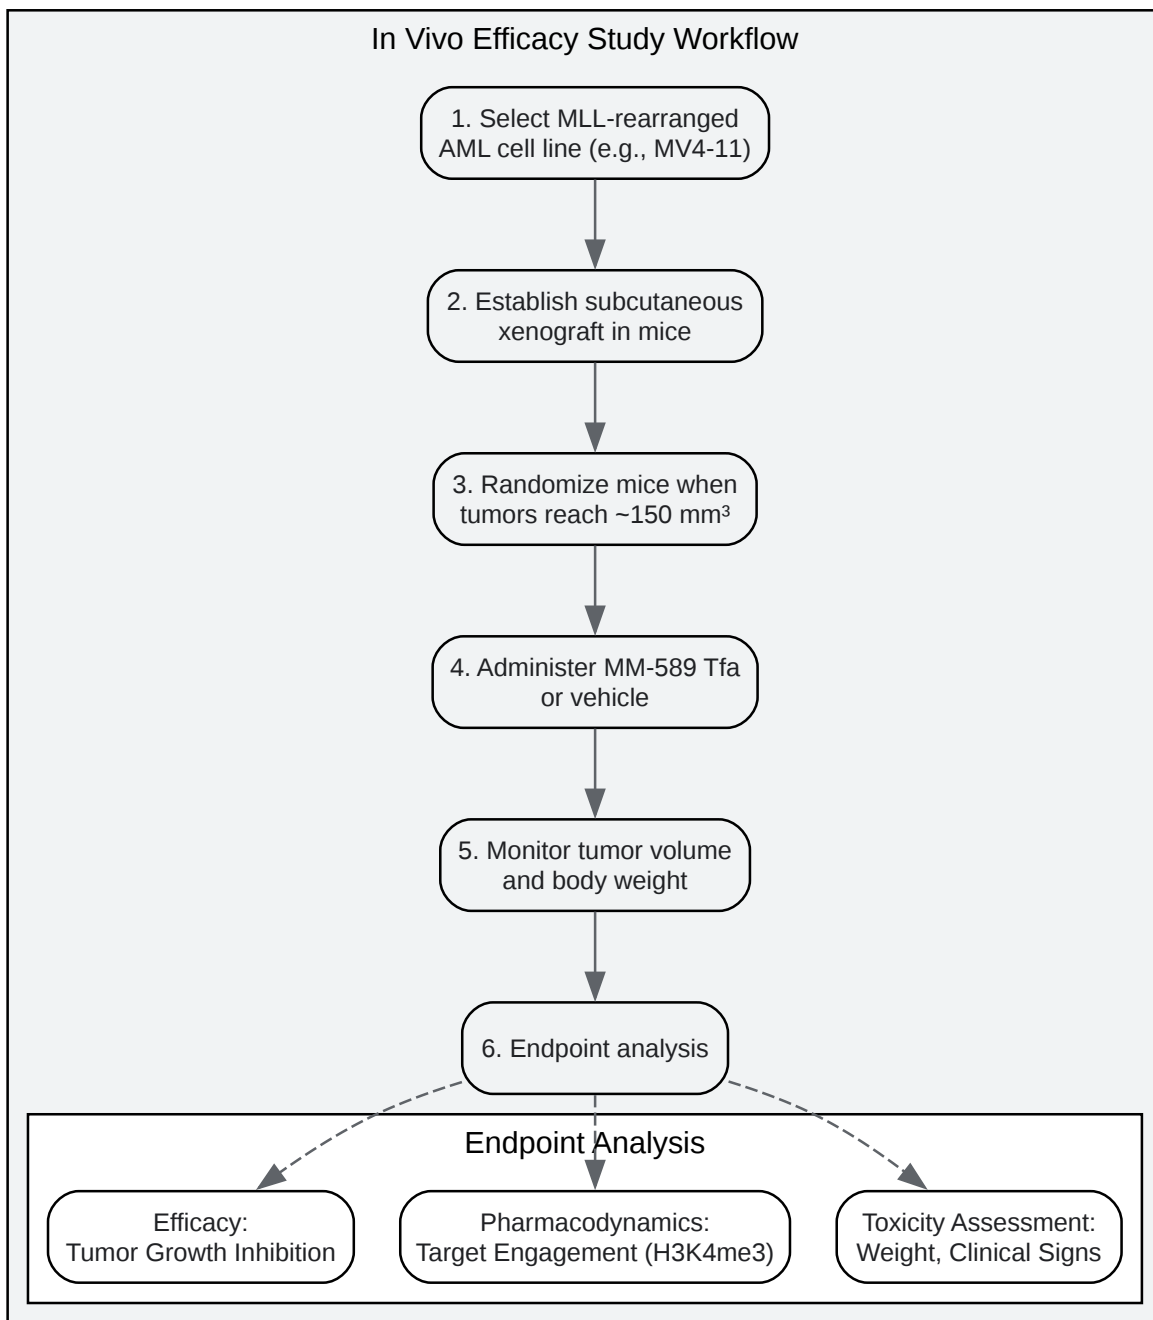 In Vivo Efficacy Study Workflow
1. Select MLL-rearranged
AML cell line (e.g., MV4-11)
2. Establish subcutaneous
xenograft in mice
3. Randomize mice when
tumors reach ~150 mm³
4. Administer MM-589 Tfa
or vehicle
5. Monitor tumor volume
and body weight
6. Endpoint analysis
Endpoint Analysis
Efficacy:
Tumor Growth Inhibition
Pharmacodynamics:
Target Engagement (H3K4me3)
Toxicity Assessment:
Weight, Clinical Signs